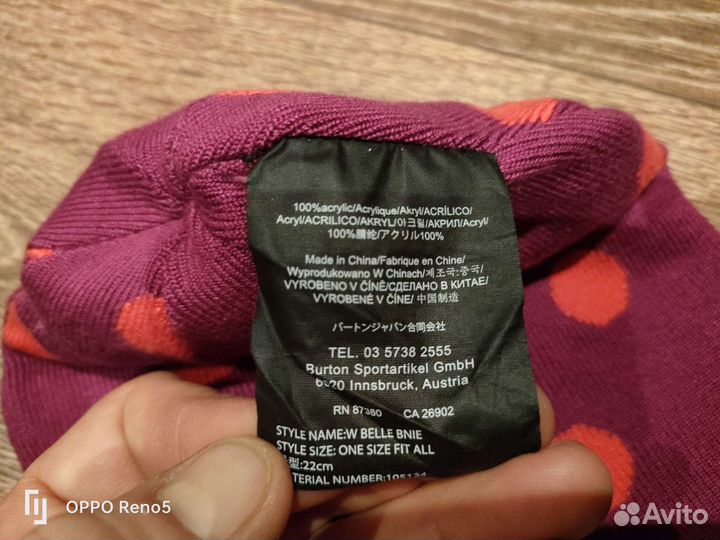 100%acrylic/Acrylique/Akryl/ACRÍLICO/
Acryl/ACRILICO/AKRYL/아크릴/АКРИЛ/Acryl/
100%腈纶/アクリル100%
Made in China/Fabrique en Chine/
Wyprodukowano W Chinach/제조국:중국/
VYROBENO V ČÍNĚ/СДЕЛАНО В КИТАЕ/
VYROBENÉ V ČÍNE/中国制造
バートンジャパン合同会社
TEL. 03 5738 2555
Burton Sportartikel GmbH
6020 Innsbruck, Austria
RN 87380 CA 26902
STYLE NAME:W BELLE BNIE
STYLE SIZE: ONE SIZE FIT ALL
型:22cm
MATERIAL NUMBER:
OPPO Reno5
Avito